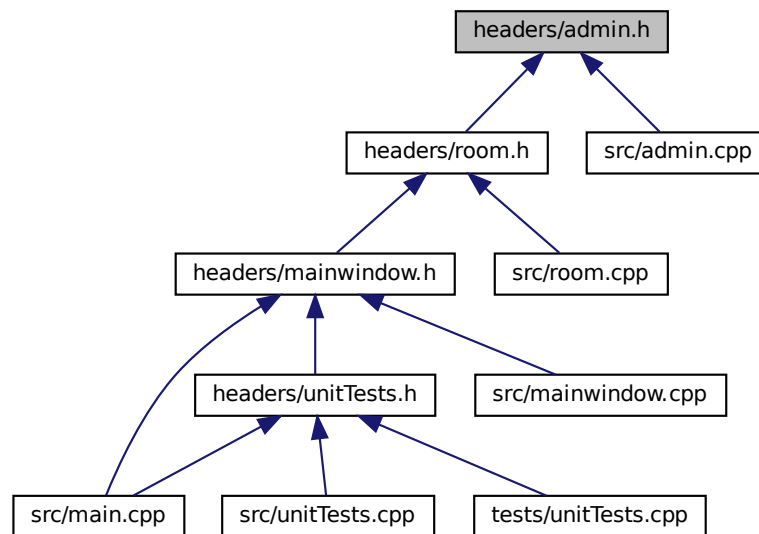 headers/admin.h
headers/room.h
src/admin.cpp
headers/mainwindow.h
src/room.cpp
headers/unitTests.h
src/mainwindow.cpp
src/main.cpp
src/unitTests.cpp
tests/unitTests.cpp